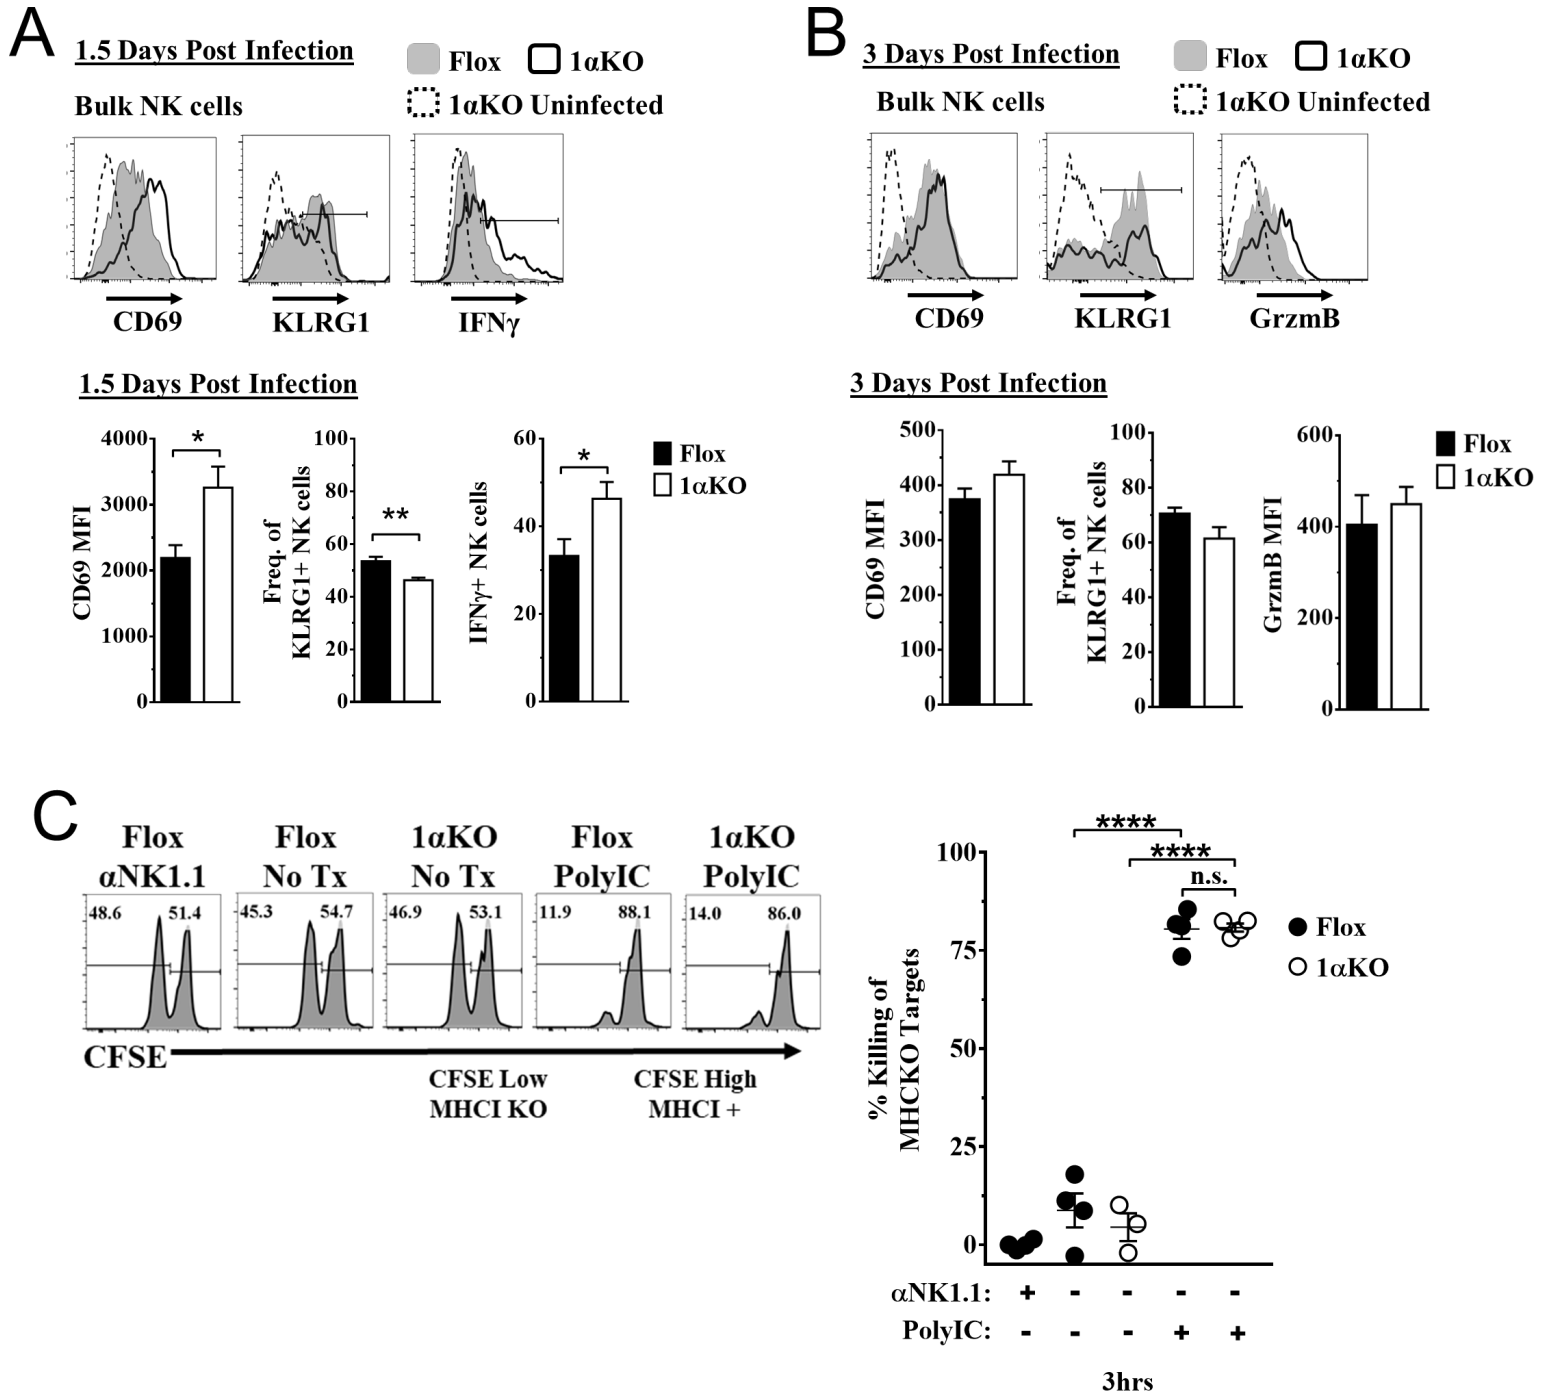 A
1.5 Days Post Infection
Flox
1αKO
1αKO Uninfected
Bulk NK cells
CD69
KLRG1
IFNγ
1.5 Days Post Infection
4000
3000
2000
1000
0
CD69 MFI
*
100
80
60
40
20
0
Freq. of
KLRG1+ NK cells
**
60
40
20
0
IFNγ+ NK cells
*
Flox
1αKO
B
3 Days Post Infection
Flox
1αKO
1αKO Uninfected
Bulk NK cells
CD69
KLRG1
GrzmB
3 Days Post Infection
500
400
300
200
100
0
CD69 MFI
100
80
60
40
20
0
Freq. of
KLRG1+ NK cells
600
400
200
0
GrzmB MFI
Flox
1αKO
C
Flox
αNK1.1
Flox
No Tx
1αKO
No Tx
Flox
PolyIC
1αKO
PolyIC
48.6 51.4
45.3 54.7
46.9 53.1
11.9 88.1
14.0 86.0
CFSE
CFSE Low
MHCI KO
CFSE High
MHCI +
****
****
n.s.
100
75
50
25
0
% Killing of
MHCKO Targets
Flox
1αKO
αNK1.1: + - - - -
PolyIC: - - - + +
3hrs